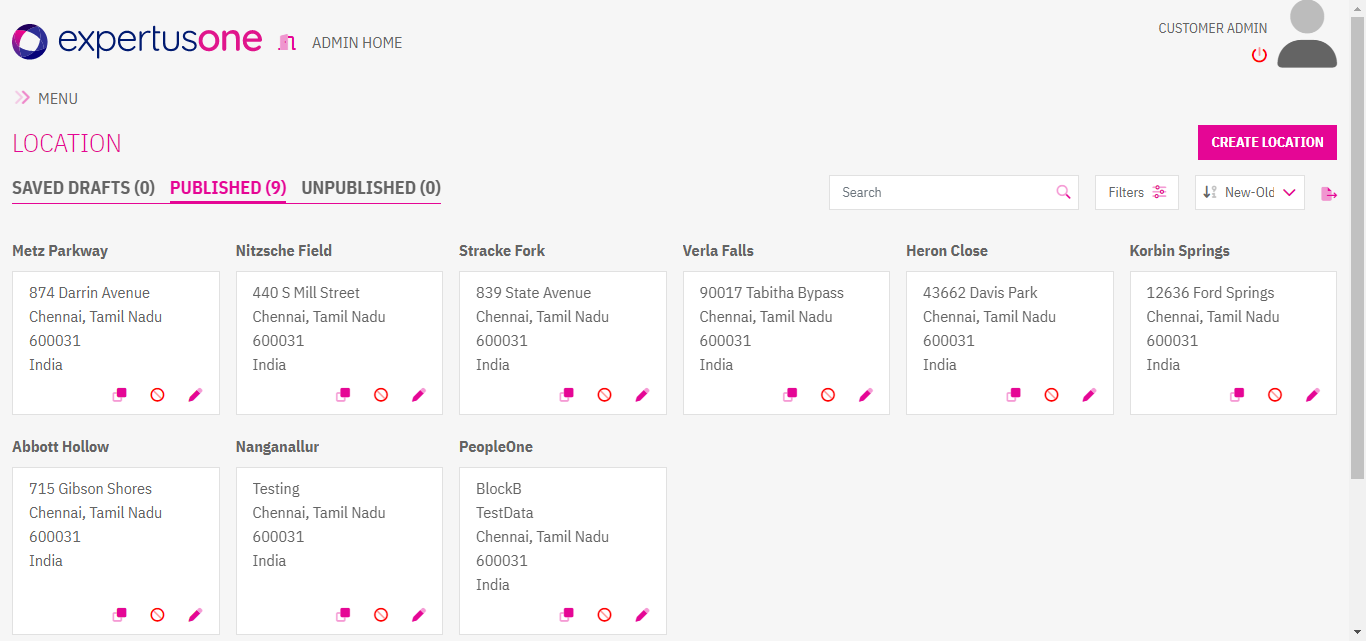 expertusone
ADMIN HOME
CUSTOMER ADMIN
MENU
LOCATION
CREATE LOCATION
SAVED DRAFTS (0) PUBLISHED (9) UNPUBLISHED (0)
Search
Filters
New-Old
Metz Parkway
874 Darrin Avenue
Chennai, Tamil Nadu
600031
India
Nitzsche Field
440 S Mill Street
Chennai, Tamil Nadu
600031
India
Stracke Fork
839 State Avenue
Chennai, Tamil Nadu
600031
India
Verla Falls
90017 Tabitha Bypass
Chennai, Tamil Nadu
600031
India
Heron Close
43662 Davis Park
Chennai, Tamil Nadu
600031
India
Korbin Springs
12636 Ford Springs
Chennai, Tamil Nadu
600031
India
Abbott Hollow
715 Gibson Shores
Chennai, Tamil Nadu
600031
India
Nanganallur
Testing
Chennai, Tamil Nadu
600031
India
PeopleOne
BlockB
TestData
Chennai, Tamil Nadu
600031
India